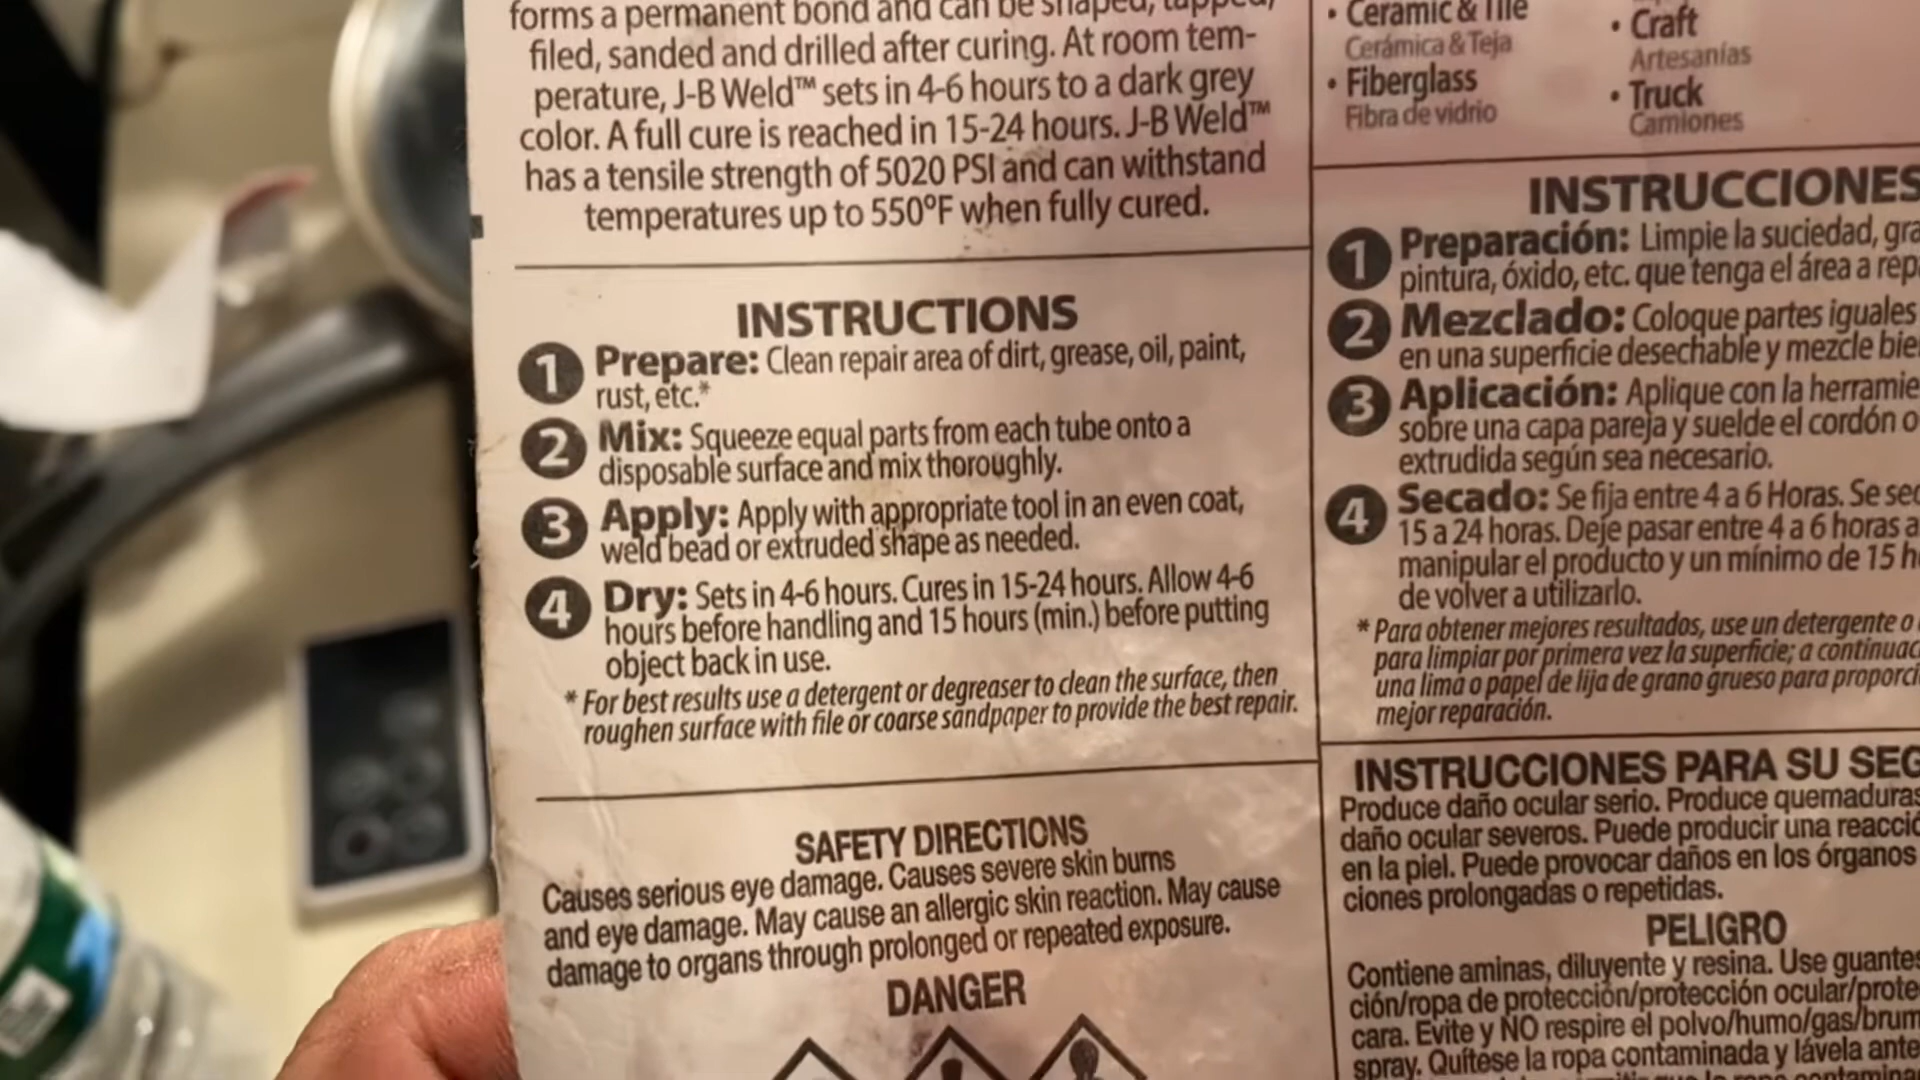 forms a permanent bond and can be shaped, tapped,
filed, sanded and drilled after curing. At room tem-
perature, J-B Weld™ sets in 4-6 hours to a dark grey
color. A full cure is reached in 15-24 hours. J-B Weld™
has a tensile strength of 5020 PSI and can withstand
temperatures up to 550°F when fully cured.
INSTRUCTIONS
1 Prepare: Clean repair area of dirt, grease, oil, paint,
rust, etc.*
2 Mix: Squeeze equal parts from each tube onto a
disposable surface and mix thoroughly.
3 Apply: Apply with appropriate tool in an even coat,
weld bead or extruded shape as needed.
4 Dry: Sets in 4-6 hours. Cures in 15-24 hours. Allow 4-6
hours before handling and 15 hours (min.) before putting
object back in use.
* For best results use a detergent or degreaser to clean the surface, then
roughen surface with file or coarse sandpaper to provide the best repair.
SAFETY DIRECTIONS
Causes serious eye damage. Causes severe skin burns
and eye damage. May cause an allergic skin reaction. May cause
damage to organs through prolonged or repeated exposure.
DANGER
• Ceramic & Tile
Cerámica & Teja
• Fiberglass
Fibra de vidrio
• Craft
Artesanías
• Truck
Camiones
INSTRUCCIONES
1 Preparación: Limpie la suciedad,
pintura, óxido, etc. que tenga el área a
2 Mezclado: Coloque partes iguales
en una superficie desechable y mezcle
3 Aplicación: Aplique con la
sobre una capa pareja y suelde el cordón o
extrudida según sea necesario.
4 Secado: Se fija entre 4 a 6 Horas. Se
15 a 24 horas. Deje pasar entre 4 a 6 horas
manipular el producto y un mínimo de 15
de volver a utilizarlo.
* Para obtener mejores resultados, use un detergente o
para limpiar por primera vez la superficie; a
una lima o papel de lija de grano grueso para
mejor reparación.
INSTRUCCIONES PARA SU
Produce daño ocular serio. Produce quemaduras
daño ocular severos. Puede producir una
en la piel. Puede provocar daños en los órganos
ciones prolongadas o repetidas.
PELIGRO
Contiene aminas, diluyente y resina. Use guantes
ción/ropa de protección/protección ocular/
cara. Evite y NO respire el polvo/humo/gas/
spray. Quítese la ropa contaminada y lávela